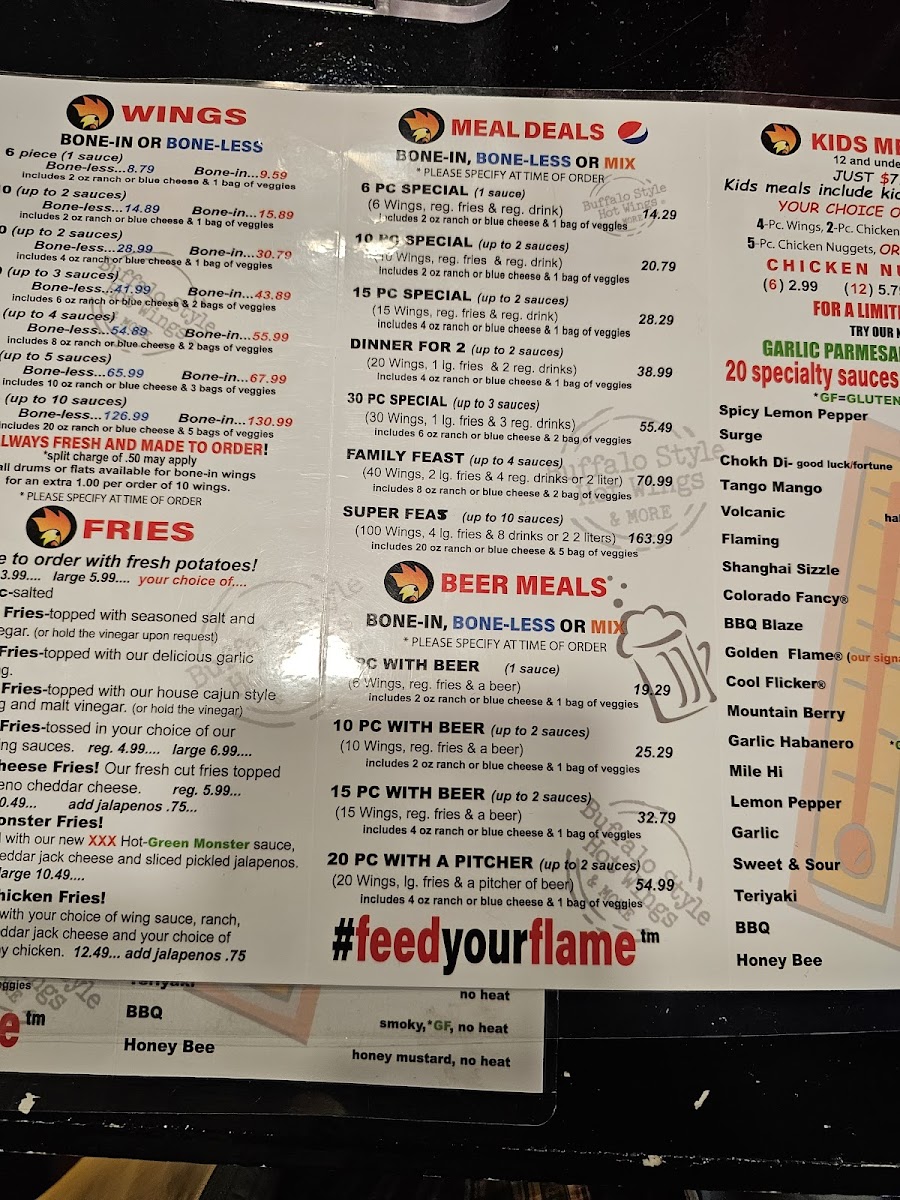 WINGS
BONE-IN OR BONE-LESS
6 piece (1 sauce)
Bone-less...8.79 Bone-in...9.59
includes 2 oz ranch or blue cheese & 1 bag of veggies
(up to 2 sauces)
Bone-less...14.89 Bone-in...15.89
includes 2 oz ranch or blue cheese & 1 bag of veggies
(up to 2 sauces)
Bone-less...28.99 Bone-in...30.79
includes 4 oz ranch or blue cheese & 1 bag of veggies
(up to 3 sauces)
Bone-less...41.99 Bone-in...43.89
includes 6 oz ranch or blue cheese & 2 bags of veggies
(up to 4 sauces)
Bone-less...54.89 Bone-in...55.99
includes 8 oz ranch or blue cheese & 2 bags of veggies
(up to 5 sauces)
Bone-less...65.99 Bone-in...67.99
includes 10 oz ranch or blue cheese & 3 bags of veggies
(up to 10 sauces)
Bone-less...126.99 Bone-in...130.99
includes 20 oz ranch or blue cheese & 5 bags of veggies
LWAYS FRESH AND MADE TO ORDER!
*split charge of .50 may apply
all drums or flats available for bone-in wings
for an extra 1.00 per order of 10 wings.
* PLEASE SPECIFY AT TIME OF ORDER
FRIES
e to order with fresh potatoes!
3.99.... large 5.99.... your choice of,...
c-salted
Fries-topped with seasoned salt and
egar. (or hold the vinegar upon request)
Fries-topped with our delicious garlic
g.
Fries-topped with our house cajun style
g and malt vinegar. (or hold the vinegar)
Fries-tossed in your choice of our
ing sauces. reg. 4.99.... large 6.99....
heese Fries! Our fresh cut fries topped
eno cheddar cheese. reg. 5.99...
0.49... add jalapenos .75...
onster Fries!
with our new XXX Hot-Green Monster sauce,
eddar jack cheese and sliced pickled jalapenos.
large 10.49....
hicken Fries!
with your choice of wing sauce, ranch,
ddar jack cheese and your choice of
y chicken. 12.49... add jalapenos .75
MEAL DEALS
BONE-IN, BONE-LESS OR MIX
* PLEASE SPECIFY AT TIME OF ORDER
6 PC SPECIAL (1 sauce)
(6 Wings, reg. fries & reg. drink) 14.29
Includes 2 oz ranch or blue cheese & 1 bag of veggies
10 PC SPECIAL (up to 2 sauces)
(10 Wings, reg. fries & reg. drink) 20.79
Includes 2 oz ranch or blue cheese & 1 bag of veggies
15 PC SPECIAL (up to 2 sauces)
(15 Wings, reg fries & reg. drink) 28.29
includes 4 oz ranch or blue cheese & 1 bag of veggies
DINNER FOR 2 (up to 2 sauces)
(20 Wings, 1 lg. fries & 2 reg. drinks) 38.99
Includes 4 oz ranch or blue cheese & 1 bag of veggies
30 PC SPECIAL (up to 3 sauces)
(30 Wings, 1 lg. fries & 3 reg. drinks) 55.49
includes 6 oz ranch or blue cheese & 2 bag of veggies
FAMILY FEAST (up to 4 sauces)
(40 Wings, 2 lg. fries & 4 reg. drinks or 2 liter) 70.99
includes 8 oz ranch or blue cheese & 2 bag of veggies
SUPER FEAST (up to 10 sauces)
(100 Wings, 4 lg. fries & 8 drinks or 2 2 liters) 163.99
includes 20 oz ranch or blue cheese & 5 bag of veggies
BEER MEALS
BONE-IN, BONE-LESS OR MIX
* PLEASE SPECIFY AT TIME OF ORDER
PC WITH BEER (1 sauce)
(6 Wings, reg. fries & a beer) 19.29
includes 2 oz ranch or blue cheese & 1 bag of veggies
10 PC WITH BEER (up to 2 sauces)
(10 Wings, reg. fries & a beer) 25.29
includes 2 oz ranch or blue cheese & 1 bag of veggies
15 PC WITH BEER (up to 2 sauces)
(15 Wings, reg. fries & a beer) 32.79
includes 4 oz ranch or blue cheese & 1 bag of veggies
20 PC WITH A PITCHER (up to 2 sauces)
(20 Wings, lg. fries & a pitcher of beer) 54.99
includes 4 oz ranch or blue cheese & 1 bag of veggies
#feedyourflame tm
Buffalo Style
Hot Wings
& MORE
KIDS ME
12 and unde
JUST $7
Kids meals include kid
YOUR CHOICE O
4-Pc. Wings, 2-Pc. Chicken
5-Pc. Chicken Nuggets, OR
CHICKEN NU
(6) 2.99 (12) 5.79
FOR A LIMITE
TRY OUR N
GARLIC PARMESA
20 specialty sauces
*GF=GLUTEN
Spicy Lemon Pepper
Surge
Chokh Di- good luck/fortune
Tango Mango
Volcanic
Flaming
Shanghai Sizzle
Colorado Fancy®
BBQ Blaze
Golden Flame® (our signa
Cool Flicker®
Mountain Berry
Garlic Habanero
Mile Hi
Lemon Pepper
Garlic
Sweet & Sour
Teriyaki
BBQ
Honey Bee
eggies
e tm
Teriyaki no heat
BBQ smoky,*GF, no heat
Honey Bee honey mustard, no heat